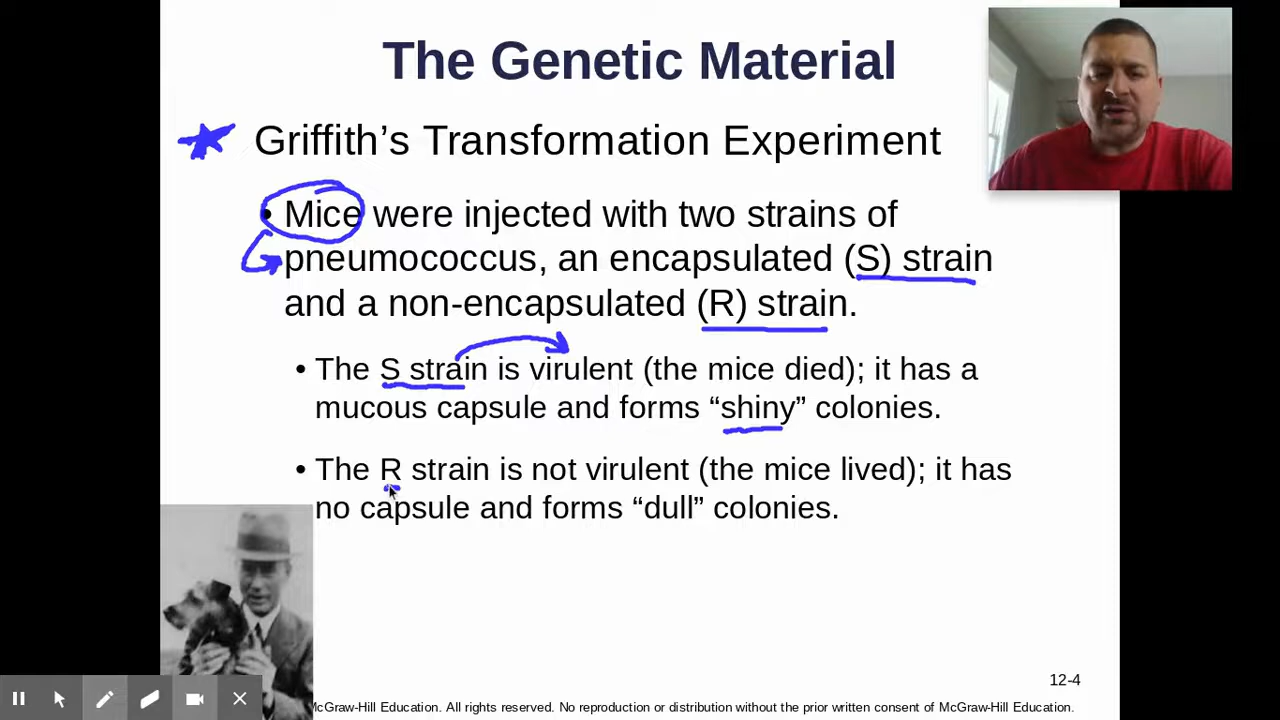 The Genetic Material
Griffith’s Transformation Experiment
• Mice were injected with two strains of
pneumococcus, an encapsulated (S) strain
and a non-encapsulated (R) strain.
• The S strain is virulent (the mice died); it has a
mucous capsule and forms “shiny” colonies.
• The R strain is not virulent (the mice lived); it has
no capsule and forms “dull” colonies.
12-4
McGraw-Hill Education. All rights reserved. No reproduction or distribution without the prior written consent of McGraw-Hill Education.